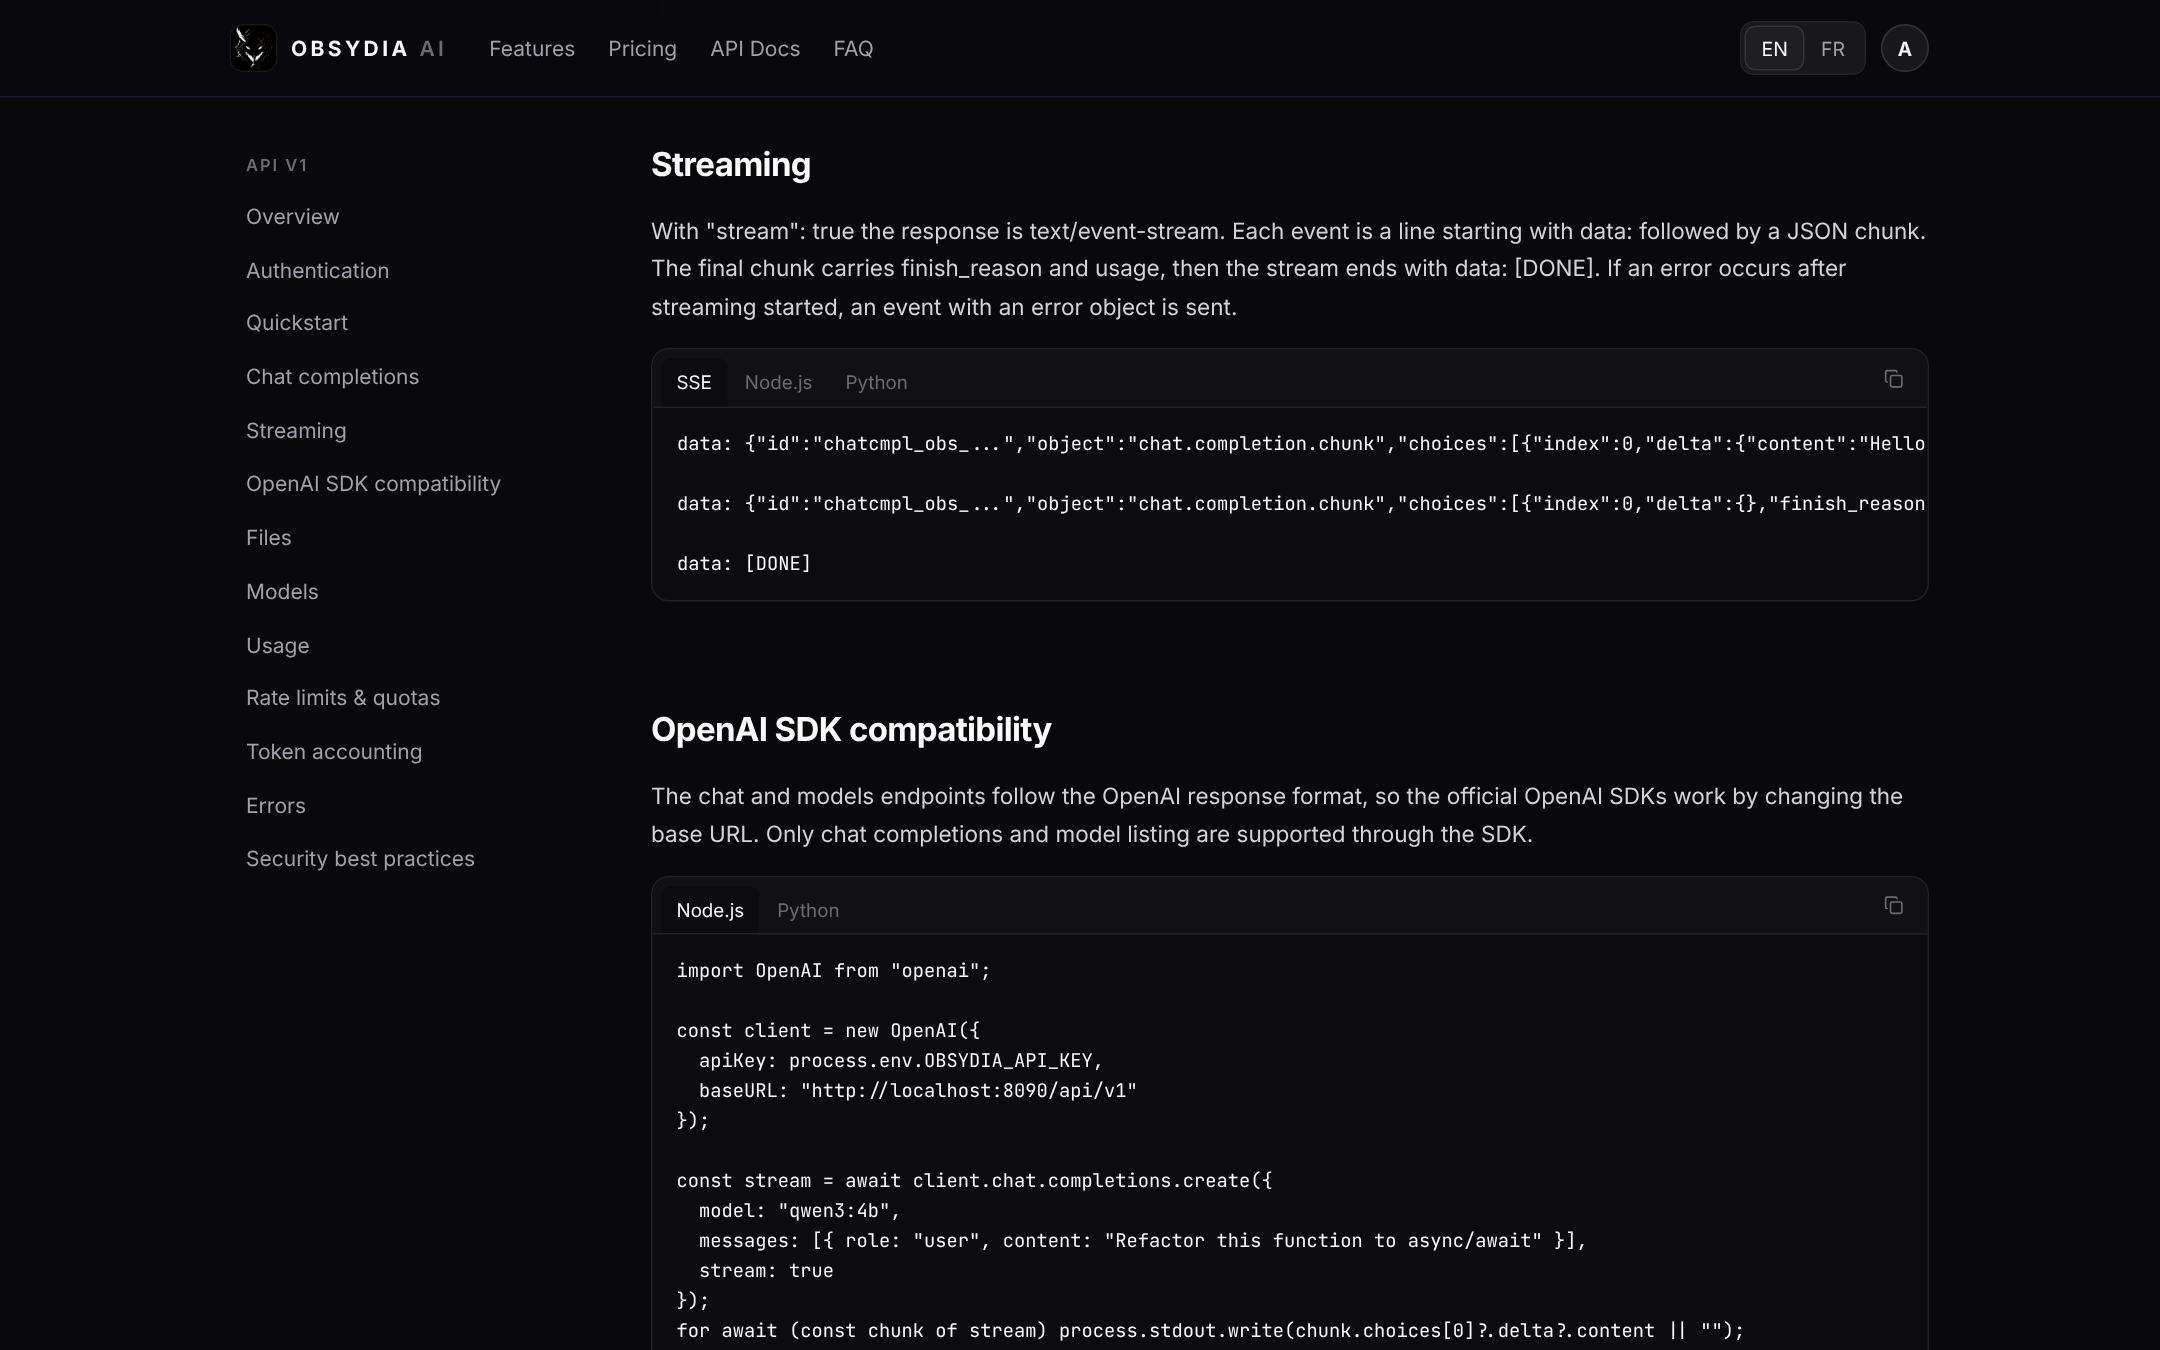 OBSYDIA AI
Features
Pricing
API Docs
FAQ
EN
FR
A
API V1
Overview
Authentication
Quickstart
Chat completions
Streaming
OpenAI SDK compatibility
Files
Models
Usage
Rate limits & quotas
Token accounting
Errors
Security best practices
Streaming
With "stream": true the response is text/event-stream. Each event is a line starting with data: followed by a JSON chunk.
The final chunk carries finish_reason and usage, then the stream ends with data: [DONE]. If an error occurs after
streaming started, an event with an error object is sent.
SSE
Node.js
Python
data: {"id":"chatcmpl_obs_...","object":"chat.completion.chunk","choices":[{"index":0,"delta":{"content":"Hello
data: {"id":"chatcmpl_obs_...","object":"chat.completion.chunk","choices":[{"index":0,"delta":{},"finish_reason
data: [DONE]
OpenAI SDK compatibility
The chat and models endpoints follow the OpenAI response format, so the official OpenAI SDKs work by changing the
base URL. Only chat completions and model listing are supported through the SDK.
Node.js
Python
import OpenAI from "openai";
const client = new OpenAI({
  apiKey: process.env.OBSYDIA_API_KEY,
  baseURL: "http://localhost:8090/api/v1"
});
const stream = await client.chat.completions.create({
  model: "qwen3:4b",
  messages: [{ role: "user", content: "Refactor this function to async/await" }],
  stream: true
});
for await (const chunk of stream) process.stdout.write(chunk.choices[0]?.delta?.content || "");